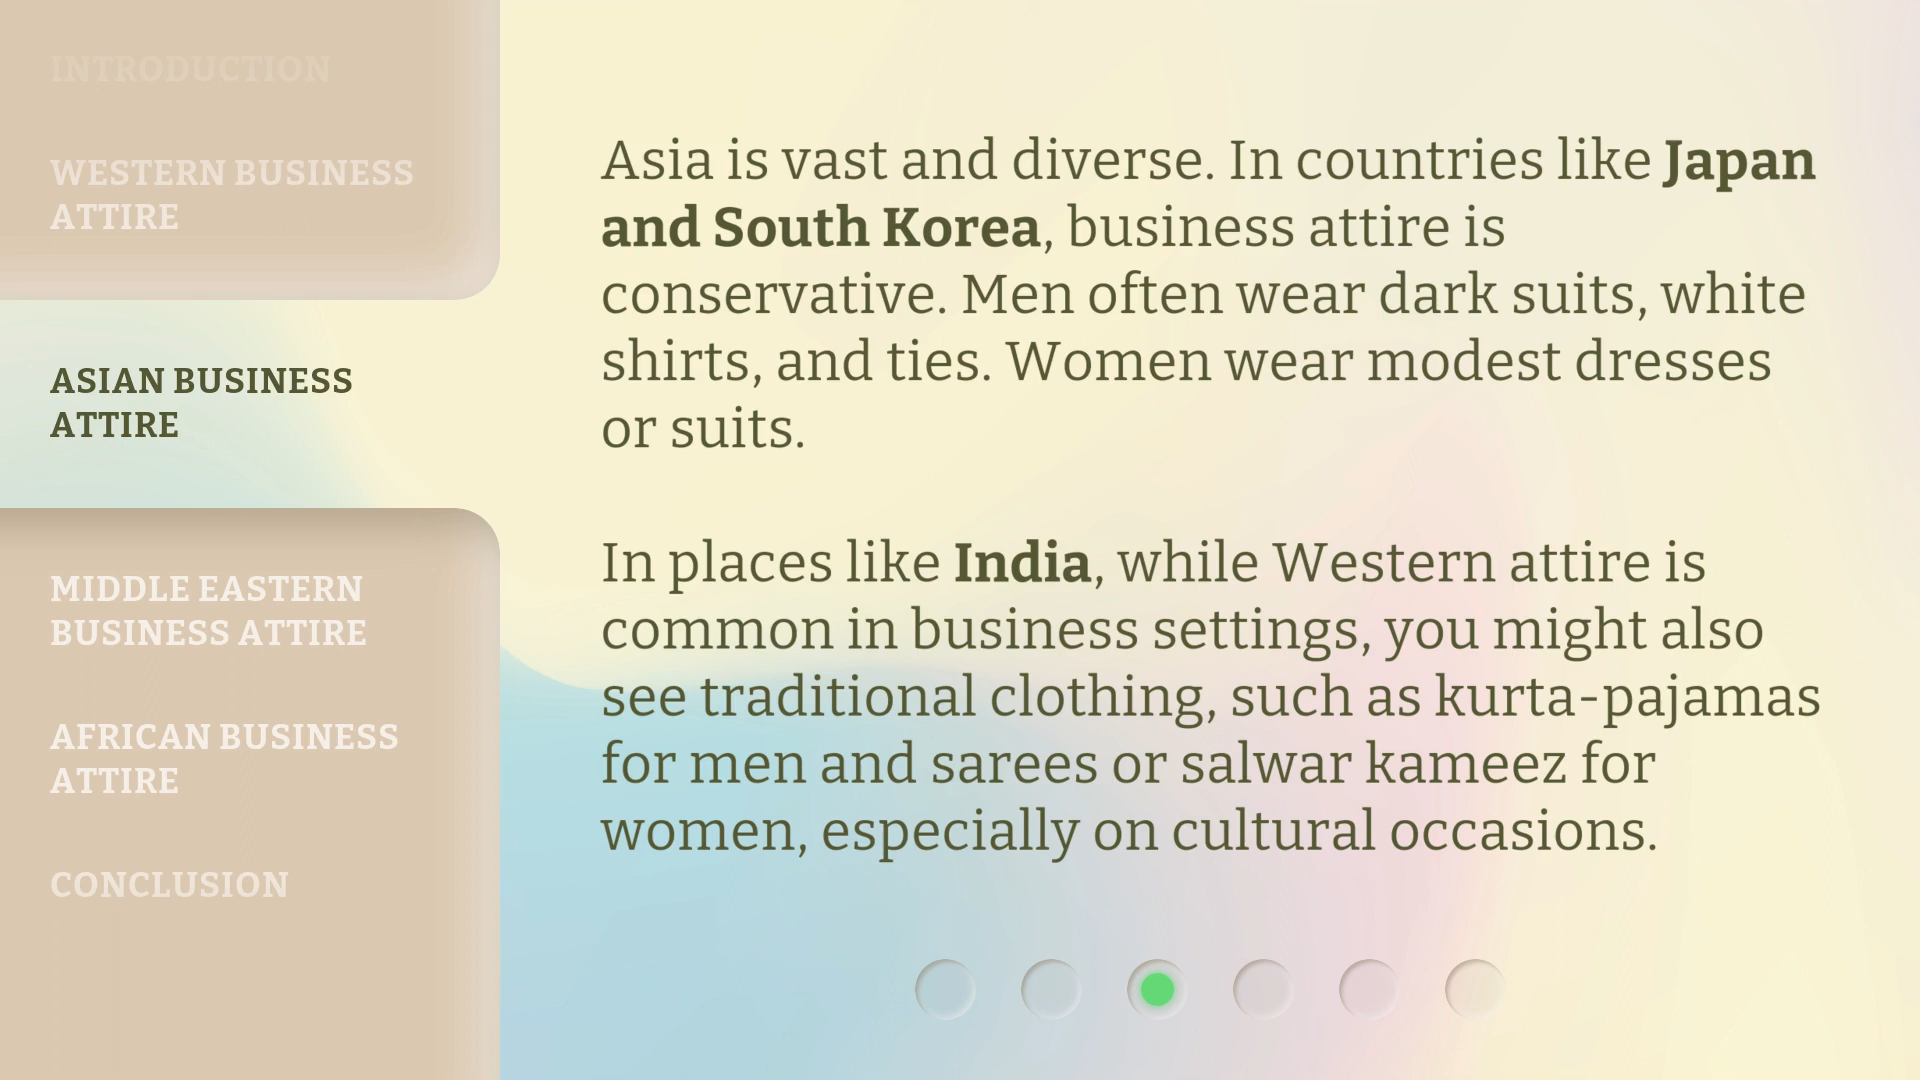 INTRODUCTION
WESTERN BUSINESS
ATTIRE
ASIAN BUSINESS
ATTIRE
MIDDLE EASTERN
BUSINESS ATTIRE
AFRICAN BUSINESS
ATTIRE
CONCLUSION
Asia is vast and diverse. In countries like Japan
and South Korea, business attire is
conservative. Men often wear dark suits, white
shirts, and ties. Women wear modest dresses
or suits.
In places like India, while Western attire is
common in business settings, you might also
see traditional clothing, such as kurta-pajamas
for men and sarees or salwar kameez for
women, especially on cultural occasions.